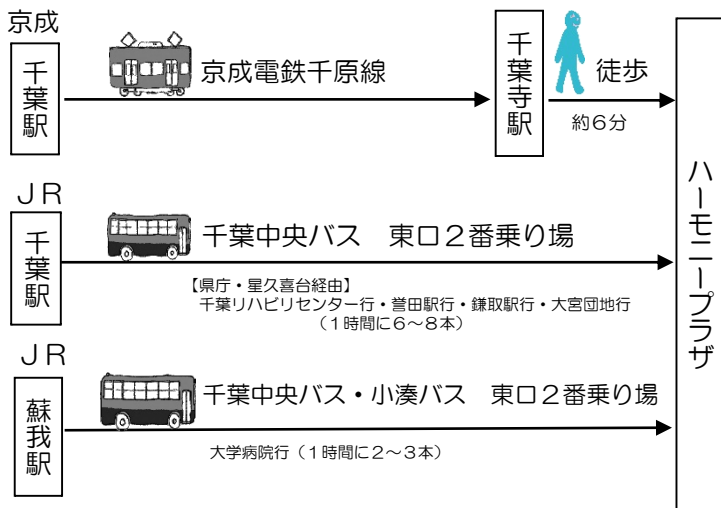 京成
千葉駅
京成電鉄千原線
千葉寺駅
徒歩
約6分
ＪＲ
千葉駅
千葉中央バス　東口２番乗り場
【県庁・星久喜台経由】
千葉リハビリセンター行・誉田駅行・鎌取駅行・大宮団地行
（１時間に６～８本）
ＪＲ
蘇我駅
千葉中央バス・小湊バス　東口２番乗り場
大学病院行（１時間に２～３本）
ハーモニープラザ